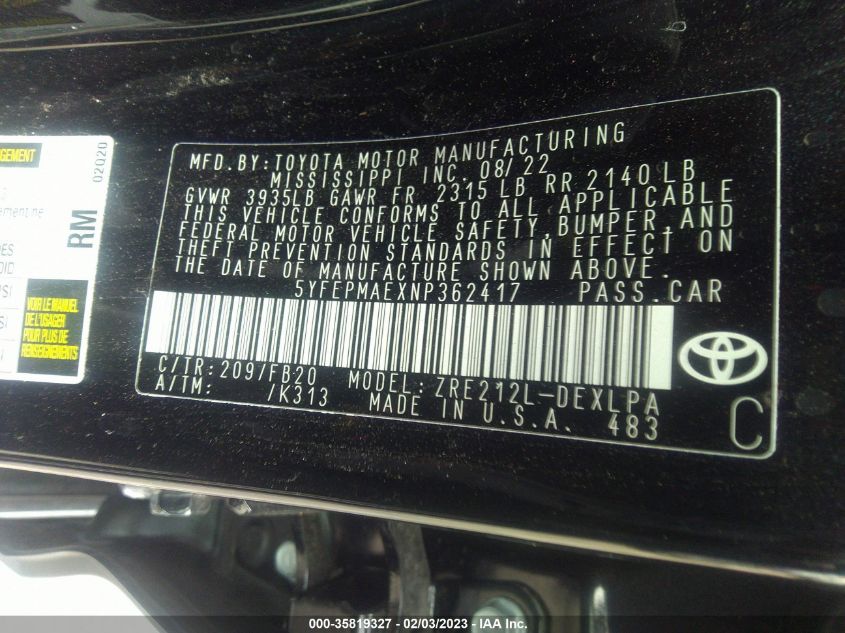 GEMENT
02020
RM
VOIR LE MANUEL
DE L'USAGER
POUR PLUS DE
RENSEIGNEMENTS
MFD.BY:TOYOTA MOTOR MANUFACTURING
MISSISSIPPI INC. 08/22
GVWR 3935LB GAWR FR 2315 LB RR 2140 LB
THIS VEHICLE CONFORMS TO ALL APPLICABLE
FEDERAL MOTOR VEHICLE SAFETY,BUMPER,AND
THEFT PREVENTION STANDARDS IN EFFECT ON
THE DATE OF MANUFACTURE SHOWN ABOVE.
5YFEPMAEXNP362417 PASS.CAR
C/TR:209/FB20 MODEL: ZRE212L-DEXLPA
A/TM: /K313 MADE IN U.S.A. 483
C
000-35819327 - 02/03/2023 - IAA Inc.